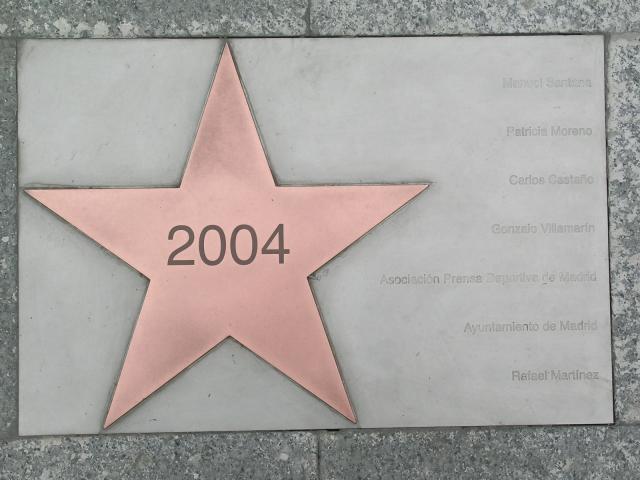 2004
Manuel Santana
Patricia Moreno
Carlos Castaño
Gonzalo Villamarín
Asociación Prensa Deportiva de Madrid
Ayuntamiento de Madrid
Rafael Martínez